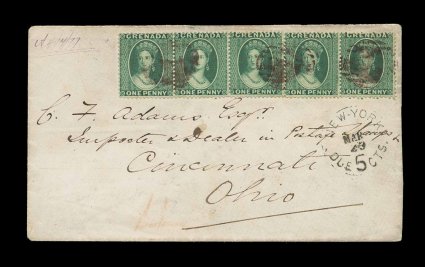 GRENADA GRENADA GRENADA GRENADA GRENADA
ONE PENNY ONE PENNY ONE PENNY ONE PENNY ONE PENNY
C. F. Adams Esqr.
Importer & Dealer in Postage Stamps
Cincinnati
Ohio
NEW-YORK
MAR
5
CTS